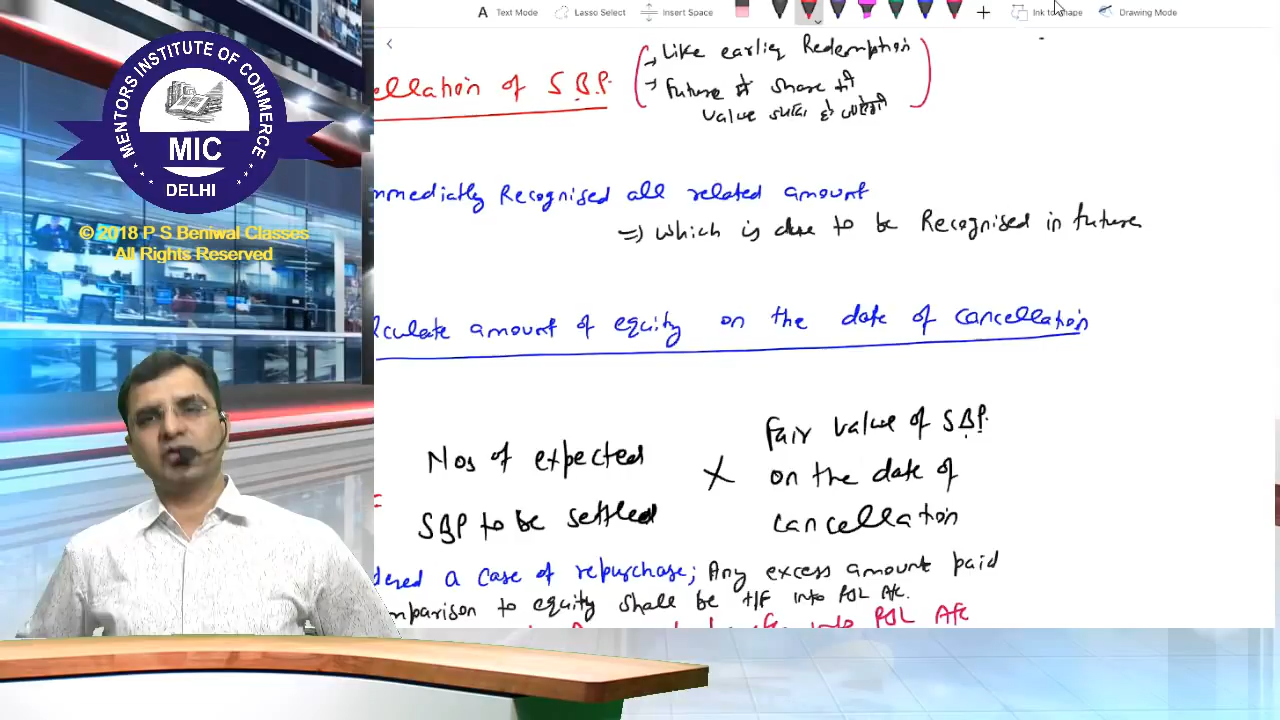 Text Mode
Lasso Select
Insert Space
Ink to Shape
Drawing Mode
MENTORS INSTITUTE OF COMMERCE
MIC
DELHI
© 2018 P S Beniwal Classes
All Rights Reserved
→ Like earlier Redemption
ellation of S.B.P.
→ Future में Share की
value
mmediatly Recognised all related amount
=> which is due to be Recognised in future
lculate amount of equity on the date of cancellation
Nos of expected
SBP to be settled
X
Fair value of SBP.
on the date of
cancellation
=
dered a case of repurchase; Any excess amount paid
mparison to equity shall be t/f into P&L A/c.
into P&L A/c